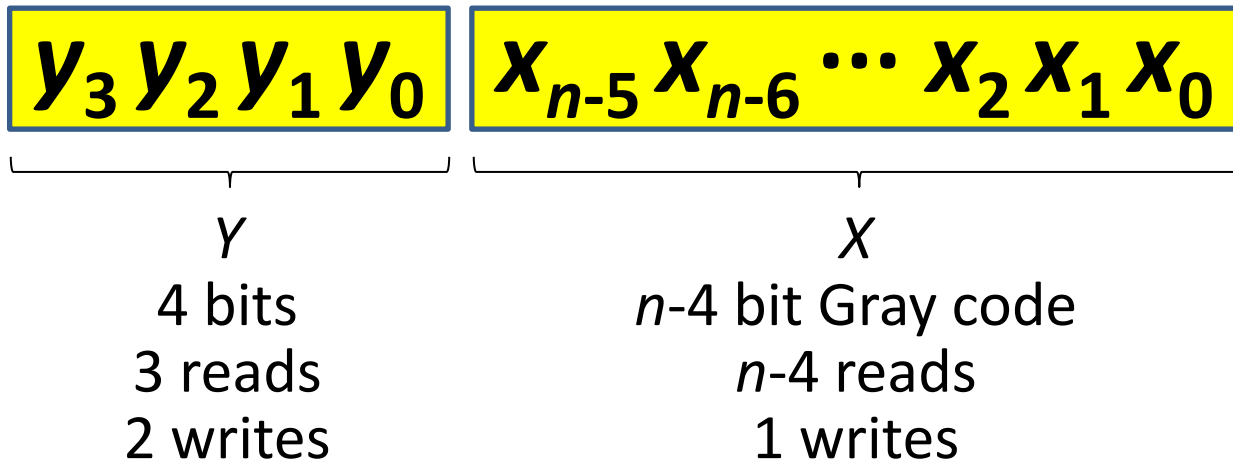 y₃ y₂ y₁ y₀ xₙ₋₅ xₙ₋₆ ⋯ x₂ x₁ x₀
Y X
4 bits n-4 bit Gray code
3 reads n-4 reads
2 writes 1 writes